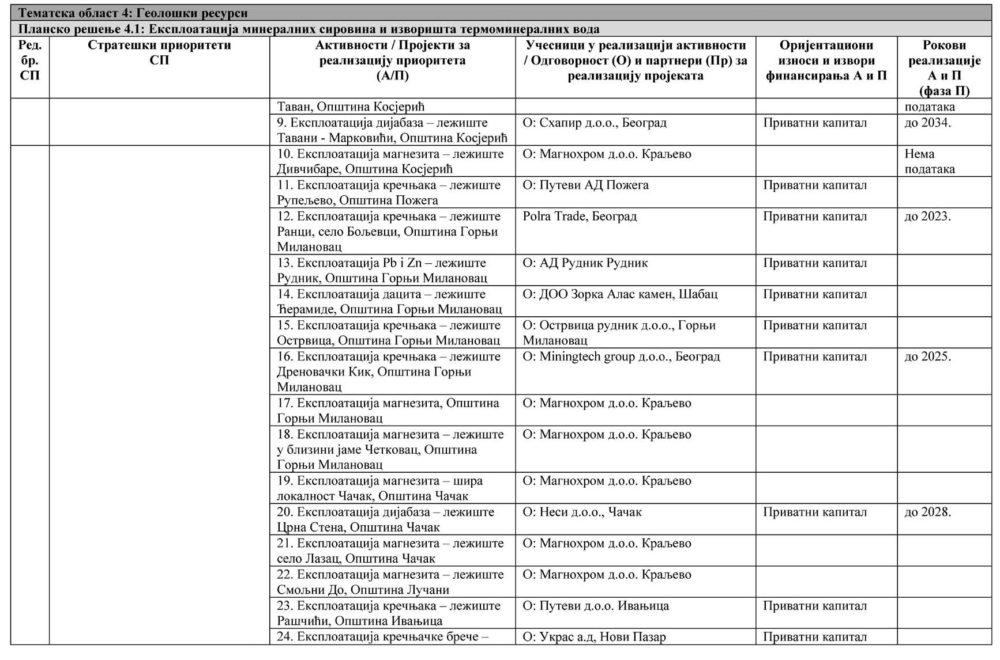 Тематска област 4: Геолошки ресурси
Планско решење 4.1: Експлоатација минералних сировина и изворишта термоминералних вода
Ред.
бр.
СП
Стратешки приоритети
СП
Активности / Пројекти за
реализацију приоритета
(А/П)
Учесници у реализацији активности
/ Одговорност (О) и партнери (Пр) за
реализацију пројеката
Оријентациони
износи и извори
финансирања А и П
Рокови
реализације
А и П
(фаза П)
Таван, Општина Косјерић
података
9. Експлоатација дијабаза – лежиште
Тавани - Марковићи, Општина Косјерић
О: Схапир д.о.о., Београд
Приватни капитал
до 2034.
10. Експлоатација магнезита – лежиште
Дивчибаре, Општина Косјерић
О: Магнохром д.о.о. Краљево
Нема
података
11. Експлоатација кречњака – лежиште
Рупељево, Општина Пожега
О: Путеви АД Пожега
Приватни капитал
12. Експлоатација кречњака – лежиште
Ранци, село Бољевци, Општина Горњи
Милановац
Polra Trade, Београд
Приватни капитал
до 2023.
13. Експлоатација Pb i Zn – лежиште
Рудник, Општина Горњи Милановац
О: АД Рудник Рудник
Приватни капитал
14. Експлоатација дацита – лежиште
Ћерамиде, Општина Горњи Милановац
О: ДОО Зорка Алас камен, Шабац
Приватни капитал
15. Експлоатација кречњака – лежиште
Острвица, Општина Горњи Милановац
О: Острвица рудник д.о.о., Горњи
Милановац
Приватни капитал
16. Експлоатација кречњака – лежиште
Дреновачки Кик, Општина Горњи
Милановац
О: Miningtech group д.о.о., Београд
Приватни капитал
до 2025.
17. Експлоатација магнезита, Општина
Горњи Милановац
О: Магнохром д.о.о. Краљево
18. Експлоатација магнезита – лежиште
у близини јаме Четковац, Општина
Горњи Милановац
О: Магнохром д.о.о. Краљево
19. Експлоатација магнезита – шира
локалност Чачак, Општина Чачак
О: Магнохром д.о.о. Краљево
20. Експлоатација дијабаза – лежиште
Црна Стена, Општина Чачак
О: Неси д.о.о., Чачак
Приватни капитал
до 2028.
21. Експлоатација магнезита – лежиште
село Лазац, Општина Чачак
О: Магнохром д.о.о. Краљево
22. Експлоатација магнезита – лежиште
Смољни До, Општина Лучани
О: Магнохром д.о.о. Краљево
23. Експлоатација кречњака – лежиште
Рашчићи, Општина Ивањица
О: Путеви д.о.о. Ивањица
Приватни капитал
24. Експлоатација кречњачке брече –
О: Украс а.д, Нови Пазар
Приватни капитал